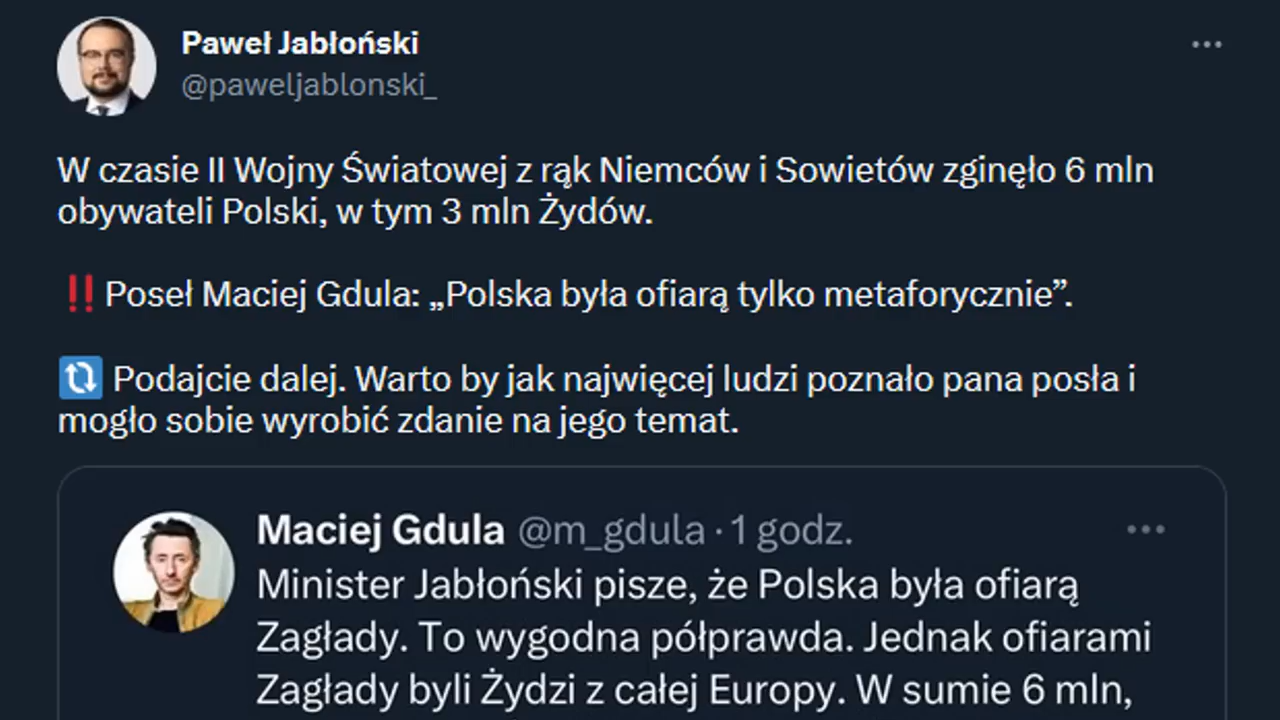 Paweł Jabłoński
@paweljablonski_
W czasie II Wojny Światowej z rąk Niemców i Sowietów zginęło 6 mln
obywateli Polski, w tym 3 mln Żydów.
‼️ Poseł Maciej Gdula: „Polska była ofiarą tylko metaforycznie”.
🔃 Podajcie dalej. Warto by jak najwięcej ludzi poznało pana posła i
mogło sobie wyrobić zdanie na jego temat.
Maciej Gdula @m_gdula · 1 godz.
Minister Jabłoński pisze, że Polska była ofiarą
Zagłady. To wygodna półprawda. Jednak ofiarami
Zagłady byli Żydzi z całej Europy. W sumie 6 mln,